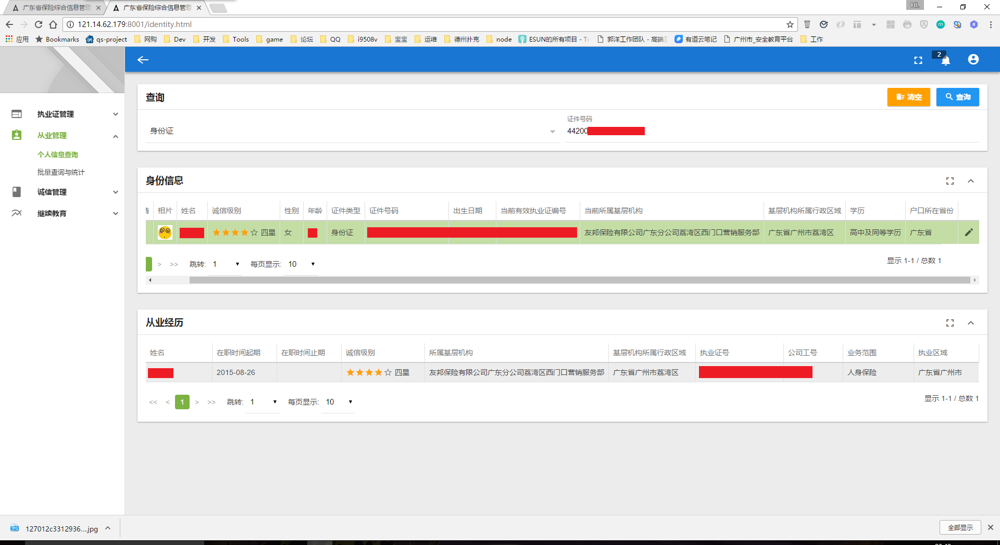 广东省保险综合信息管理
广东省保险综合信息管理
HL
121.14.62.179:8001/identity.html
应用 Bookmarks qs-project 网购 Dev 开发 Tools game 论坛 QQ i9508v 宝宝 运维 德州扑克 node ESUN的所有项目 - To 郭洋工作团队 - 高端 有道云笔记 广州市_安全教育平台 工作
2
执业证管理
从业管理
个人信息查询
批量查询与统计
诚信管理
继续教育
查询
清空 查询
证件号码
身份证 44200
身份信息
相片 姓名 诚信级别 性别 年龄 证件类型 证件号码 出生日期 当前有效执业证编号 当前所属基层机构 基层机构所属行政区域 学历 户口所在省份
四星 女 身份证 友邦保险有限公司广东分公司荔湾区西门口营销服务部 广东省广州市荔湾区 高中及同等学历 广东省
> >> 跳转: 1 每页显示: 10 显示 1-1 / 总数 1
从业经历
姓名 在职时间起期 在职时间止期 诚信级别 所属基层机构 基层机构所属行政区域 执业证号 公司工号 业务范围 执业区域
2015-08-26 四星 友邦保险有限公司广东分公司荔湾区西门口营销服务部 广东省广州市荔湾区 人身保险 广东省广州市
<< < 1 > >> 跳转: 1 每页显示: 10 显示 1-1 / 总数 1
127012c3312936....jpg
全部显示